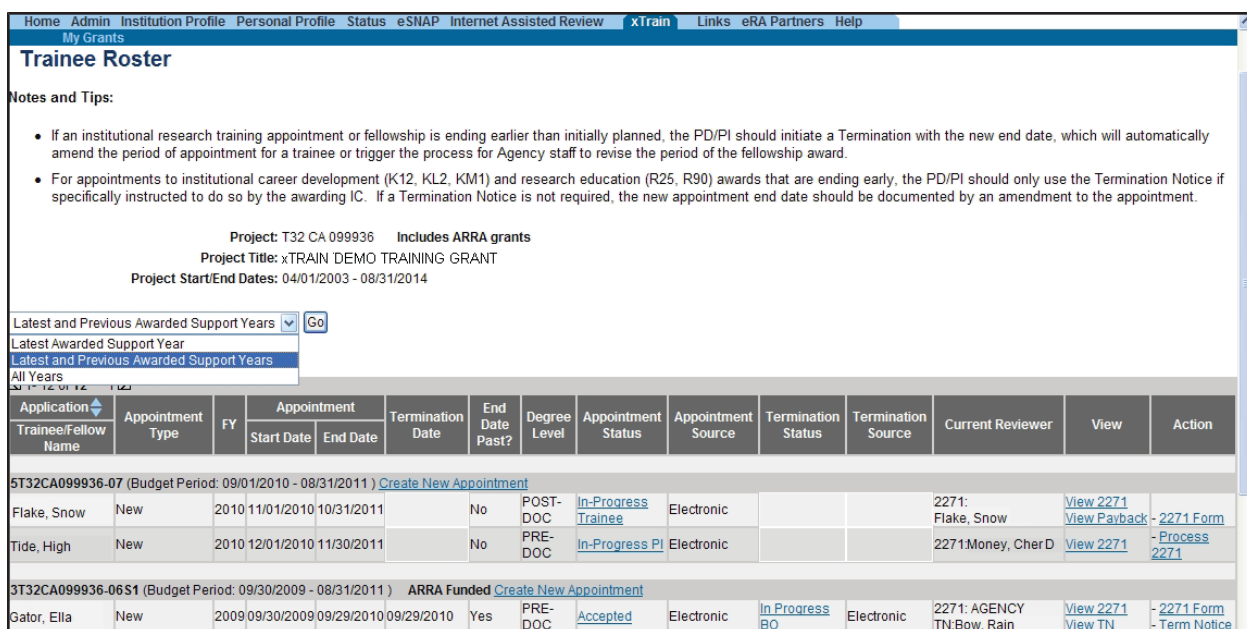 Home Admin Institution Profile Personal Profile Status eSNAP Internet Assisted Review xTrain Links eRA Partners Help
My Grants
Trainee Roster
Notes and Tips:
• If an institutional research training appointment or fellowship is ending earlier than initially planned, the PD/PI should initiate a Termination with the new end date, which will automatically
amend the period of appointment for a trainee or trigger the process for Agency staff to revise the period of the fellowship award.
• For appointments to institutional career development (K12, KL2, KM1) and research education (R25, R90) awards that are ending early, the PD/PI should only use the Termination Notice if
specifically instructed to do so by the awarding IC. If a Termination Notice is not required, the new appointment end date should be documented by an amendment to the appointment.
Project: T32 CA 099936 Includes ARRA grants
Project Title: xTRAIN DEMO TRAINING GRANT
Project Start/End Dates: 04/01/2003 - 08/31/2014
Latest and Previous Awarded Support Years Go
Latest Awarded Support Year
Latest and Previous Awarded Support Years
All Years
Application Trainee/Fellow Name Appointment Type FY Appointment Start Date End Date Termination Date End Date Past? Degree Level Appointment Status Appointment Source Termination Status Termination Source Current Reviewer View Action
5T32CA099936-07 (Budget Period: 09/01/2010 - 08/31/2011 ) Create New Appointment
Flake, Snow New 2010 11/01/2010 10/31/2011 No POST-DOC In-Progress Trainee Electronic 2271: Flake, Snow View 2271 View Payback - 2271 Form
Tide, High New 2010 12/01/2010 11/30/2011 No PRE-DOC In-Progress PI Electronic 2271:Money, Cher D View 2271 - Process 2271
3T32CA099936-06S1 (Budget Period: 09/30/2009 - 08/31/2011 ) ARRA Funded Create New Appointment
Gator, Ella New 2009 09/30/2009 09/29/2010 09/29/2010 Yes PRE-DOC Accepted Electronic In Progress BO Electronic 2271: AGENCY TN:Bow, Rain View 2271 View TN - 2271 Form - Term Notice